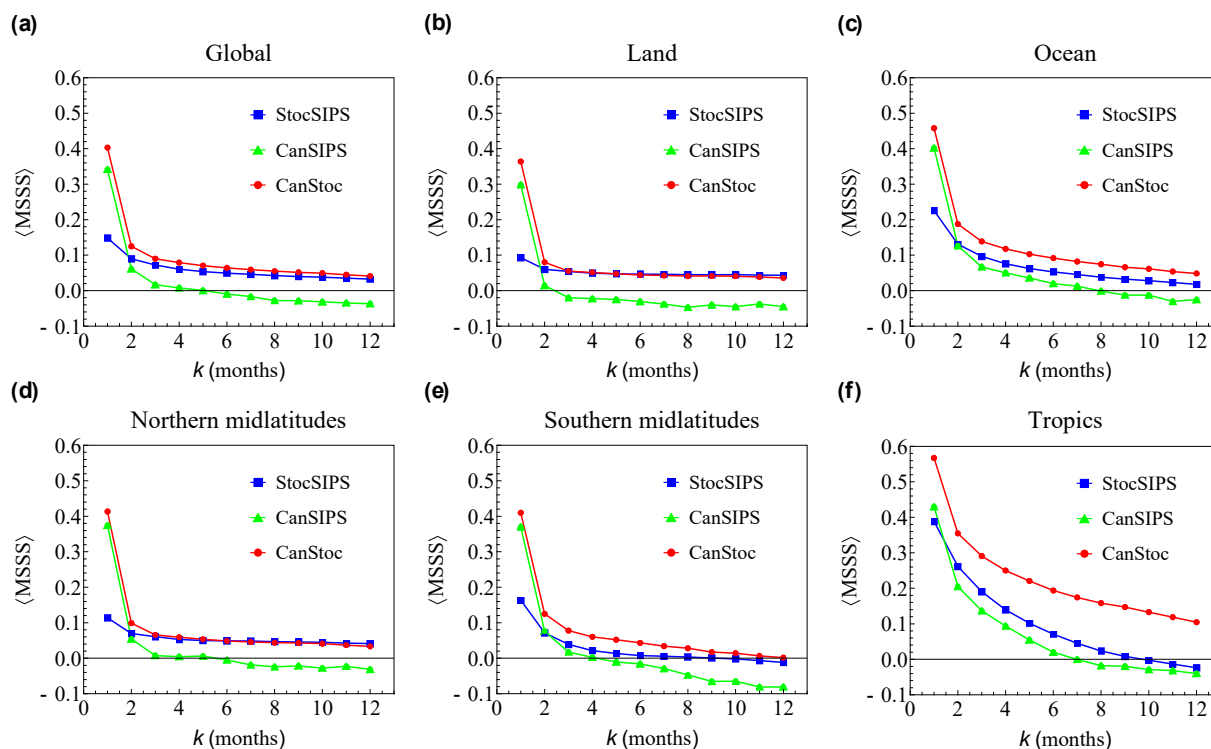 (a)
Global
0.6
0.5
0.4
0.3
0.2
0.1
0.0
- 0.1
⟨MSSS⟩
StocSIPS
CanSIPS
CanStoc
0 2 4 6 8 10 12
k (months)
(b)
Land
0.6
0.5
0.4
0.3
0.2
0.1
0.0
- 0.1
⟨MSSS⟩
StocSIPS
CanSIPS
CanStoc
0 2 4 6 8 10 12
k (months)
(c)
Ocean
0.6
0.5
0.4
0.3
0.2
0.1
0.0
- 0.1
⟨MSSS⟩
StocSIPS
CanSIPS
CanStoc
0 2 4 6 8 10 12
k (months)
(d)
Northern midlatitudes
0.6
0.5
0.4
0.3
0.2
0.1
0.0
- 0.1
⟨MSSS⟩
StocSIPS
CanSIPS
CanStoc
0 2 4 6 8 10 12
k (months)
(e)
Southern midlatitudes
0.6
0.5
0.4
0.3
0.2
0.1
0.0
- 0.1
⟨MSSS⟩
StocSIPS
CanSIPS
CanStoc
0 2 4 6 8 10 12
k (months)
(f)
Tropics
0.6
0.5
0.4
0.3
0.2
0.1
0.0
- 0.1
⟨MSSS⟩
StocSIPS
CanSIPS
CanStoc
0 2 4 6 8 10 12
k (months)